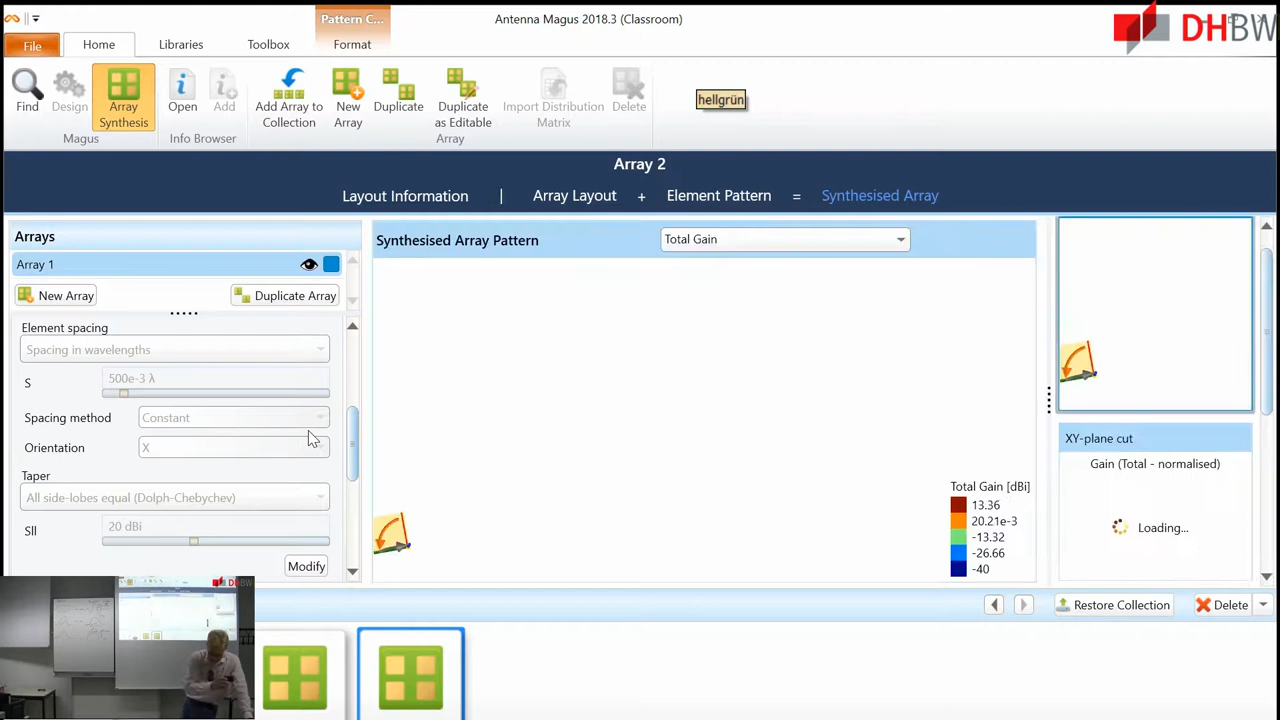 Pattern C...
Antenna Magus 2018.3 (Classroom)
DHBW
File
Home
Libraries
Toolbox
Format
Find
Design
Array Synthesis
Open
Add
Add Array to Collection
New Array
Duplicate
Duplicate as Editable
Import Distribution Matrix
Delete
hellgrün
Magus
Info Browser
Array
Array 2
Layout Information | Array Layout + Element Pattern = Synthesised Array
Arrays
Array 1
New Array
Duplicate Array
Element spacing
Spacing in wavelengths
S
500e-3 λ
Spacing method
Constant
Orientation
X
Taper
All side-lobes equal (Dolph-Chebychev)
Sll
20 dBi
Modify
Synthesised Array Pattern
Total Gain
Total Gain [dBi]
13.36
20.21e-3
-13.32
-26.66
-40
XY-plane cut
Gain (Total - normalised)
Loading...
Restore Collection
Delete
DHBW